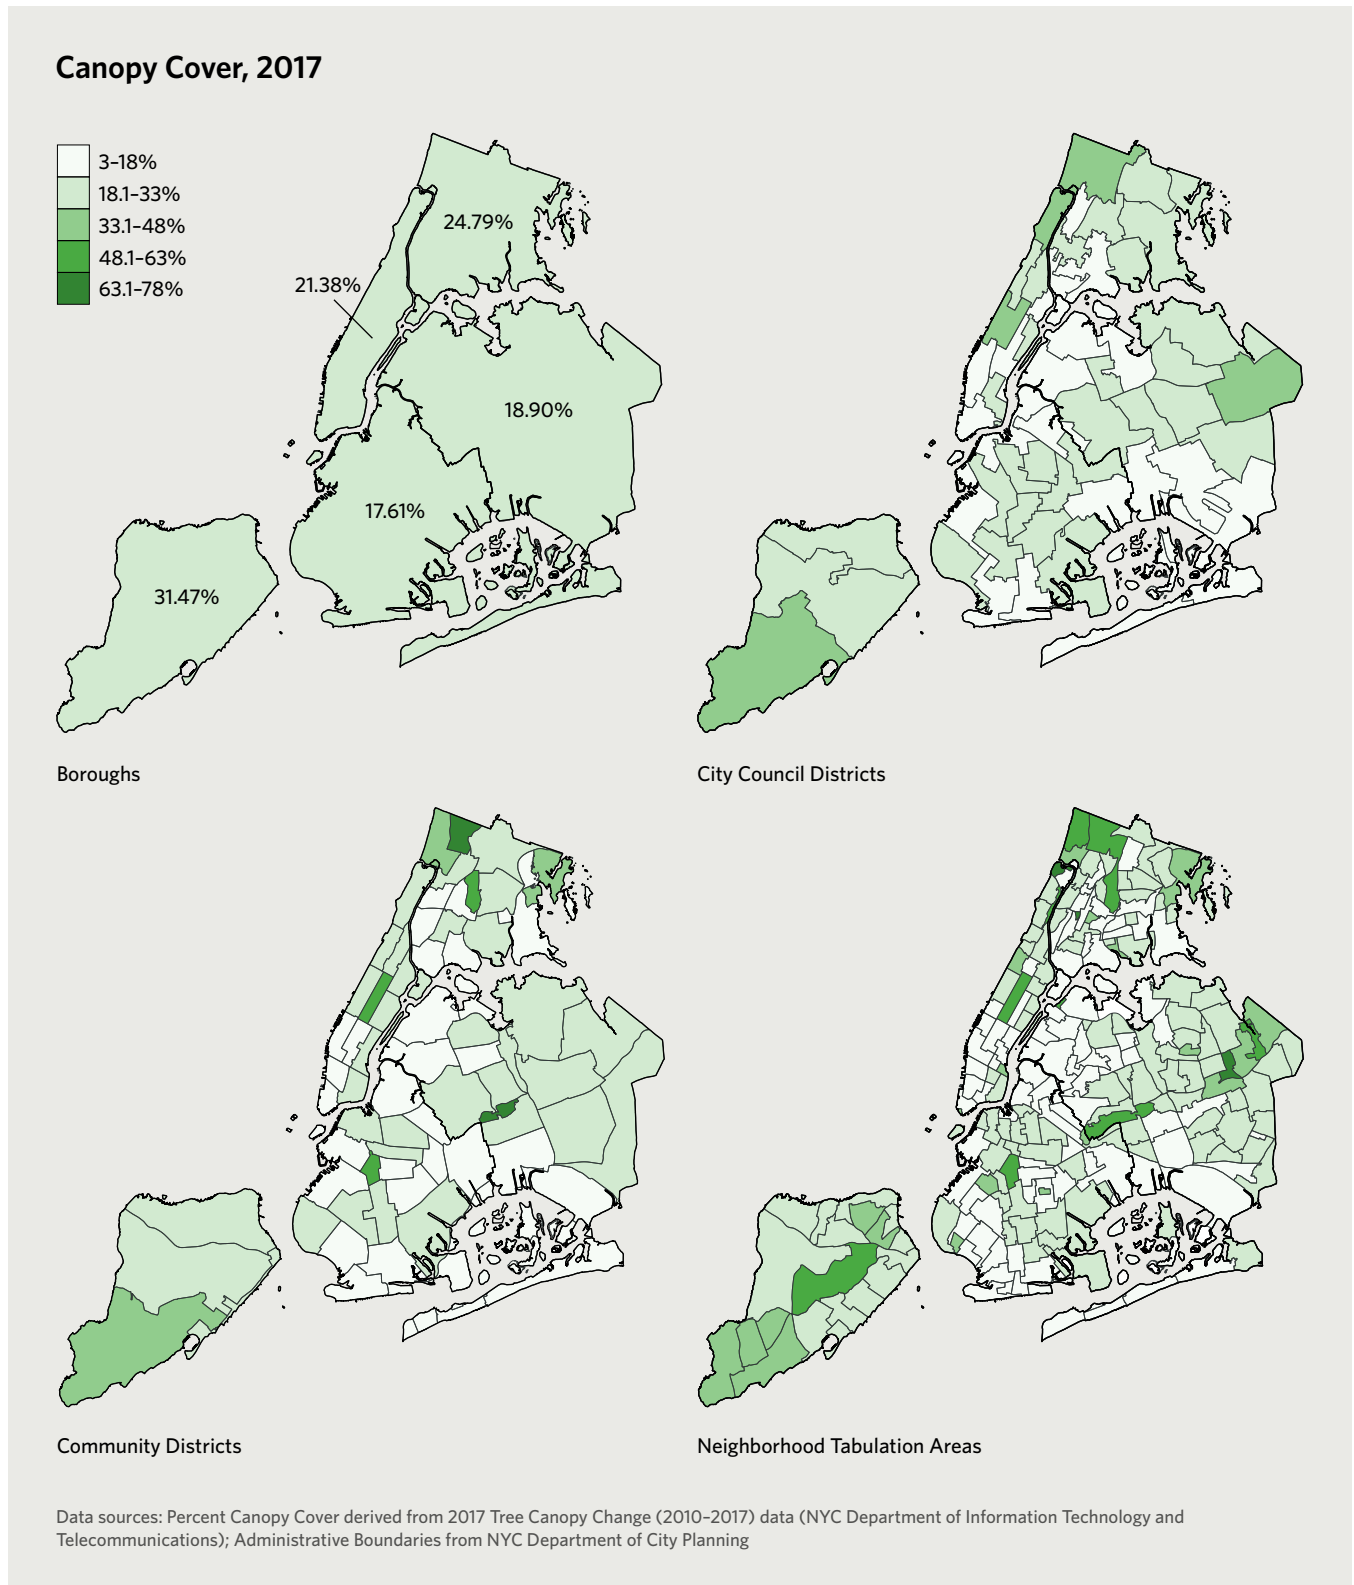 Canopy Cover, 2017
3–18%
18.1–33%
33.1–48%
48.1–63%
63.1–78%
24.79%
21.38%
18.90%
17.61%
31.47%
Boroughs
City Council Districts
Community Districts
Neighborhood Tabulation Areas
Data sources: Percent Canopy Cover derived from 2017 Tree Canopy Change (2010–2017) data (NYC Department of Information Technology and
Telecommunications); Administrative Boundaries from NYC Department of City Planning